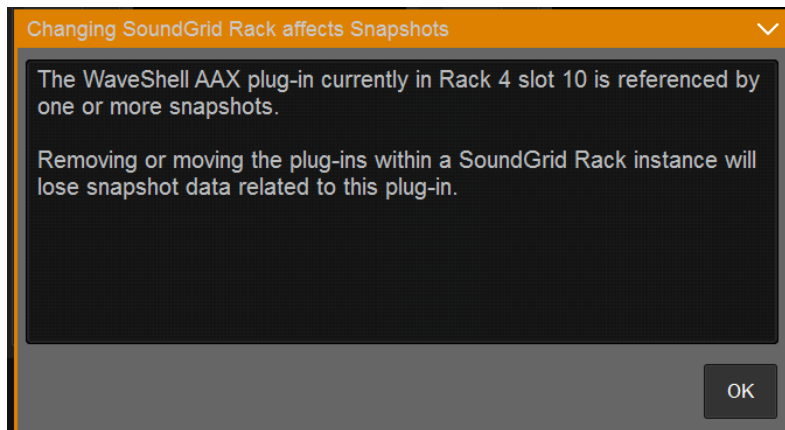 Changing SoundGrid Rack affects Snapshots
The WaveShell AAX plug-in currently in Rack 4 slot 10 is referenced by
one or more snapshots.
Removing or moving the plug-ins within a SoundGrid Rack instance will
lose snapshot data related to this plug-in.
OK